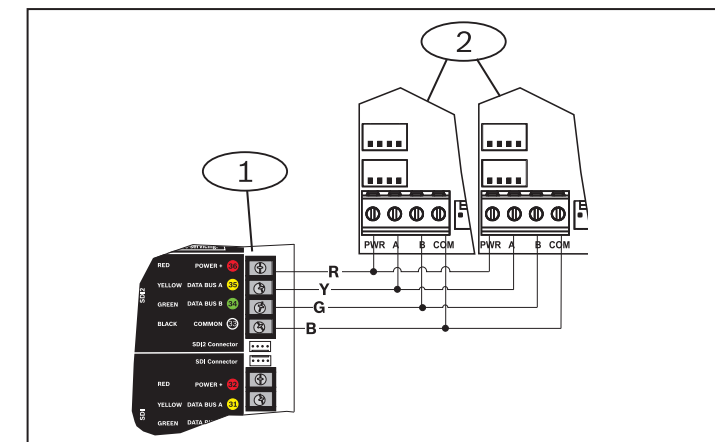 2
1
PWR A B COM
PWR A B COM
RED POWER + 36
YELLOW DATA BUS A 35
GREEN DATA BUS B 34
BLACK COMMON 33
SDI2
SDI2 Connector
SDI Connector
RED POWER + 32
YELLOW DATA BUS A 31
GREEN DATA
SDI
R
Y
G
B